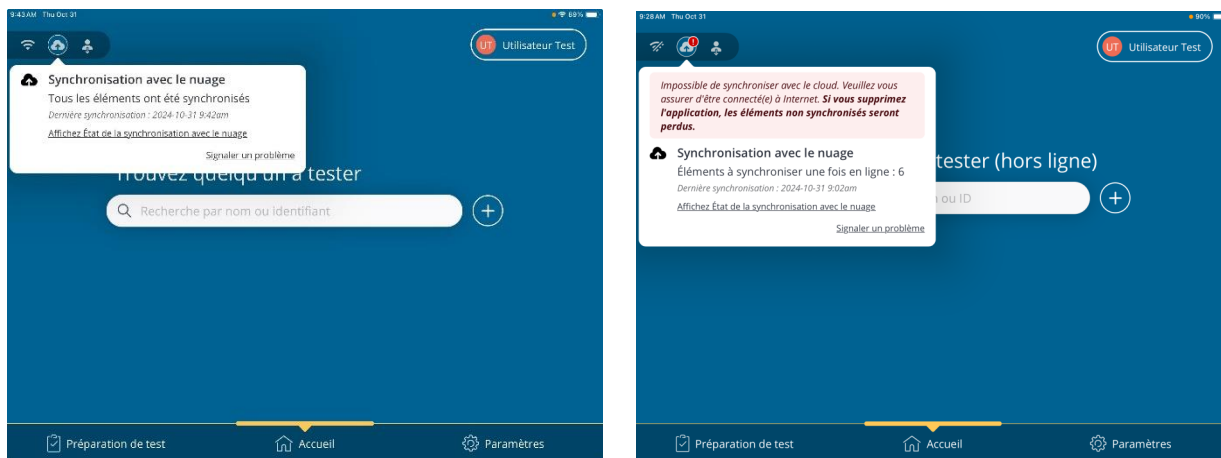 9:43 AM Thu Oct 31
89%
UT Utilisateur Test
Synchronisation avec le nuage
Tous les éléments ont été synchronisés
Dernière synchronisation : 2024-10-31 9:42am
Affichez État de la synchronisation avec le nuage
Signaler un problème
Trouvez quelqu'un à tester
Recherche par nom ou identifiant
Préparation de test
Accueil
Paramètres
9:28 AM Thu Oct 31
90%
UT Utilisateur Test
Impossible de synchroniser avec le cloud. Veuillez vous
assurer d'être connecté(e) à Internet. Si vous supprimez
l'application, les éléments non synchronisés seront
perdus.
Synchronisation avec le nuage
Éléments à synchroniser une fois en ligne : 6
Dernière synchronisation : 2024-10-31 9:02am
Affichez État de la synchronisation avec le nuage
Signaler un problème
tester (hors ligne)
ou ID
Préparation de test
Accueil
Paramètres